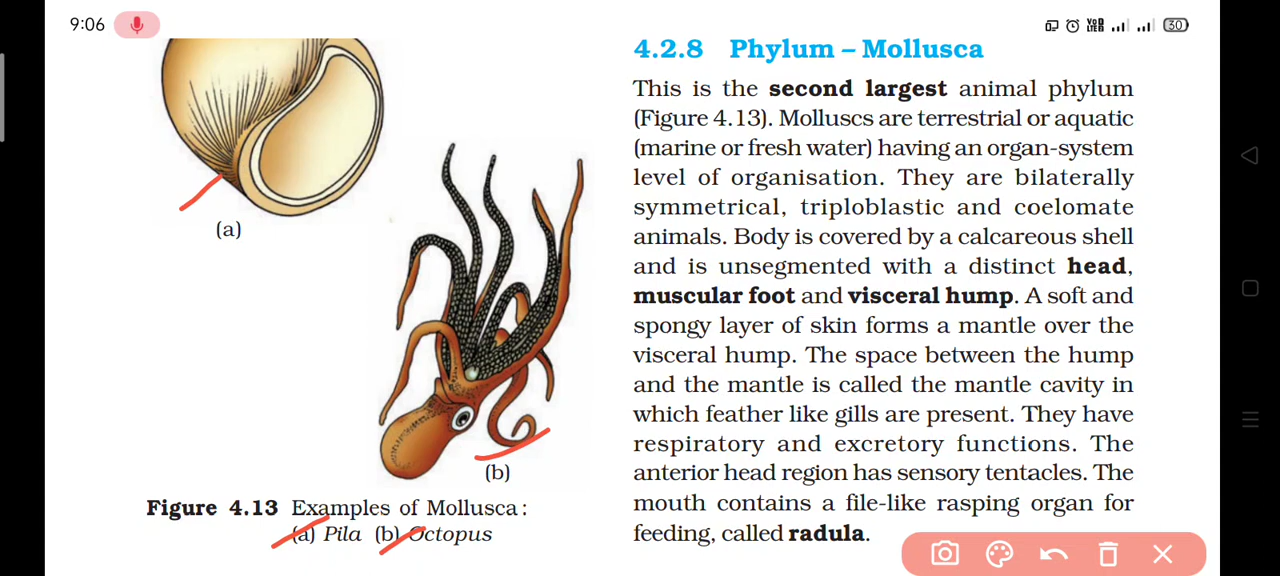 9:06
VoD LTE 30
4.2.8 Phylum – Mollusca
This is the second largest animal phylum
(Figure 4.13). Molluscs are terrestrial or aquatic
(marine or fresh water) having an organ-system
level of organisation. They are bilaterally
symmetrical, triploblastic and coelomate
animals. Body is covered by a calcareous shell
and is unsegmented with a distinct head,
muscular foot and visceral hump. A soft and
spongy layer of skin forms a mantle over the
visceral hump. The space between the hump
and the mantle is called the mantle cavity in
which feather like gills are present. They have
respiratory and excretory functions. The
anterior head region has sensory tentacles. The
mouth contains a file-like rasping organ for
feeding, called radula.
(a)
(b)
Figure 4.13 Examples of Mollusca :
(a) Pila (b) Octopus